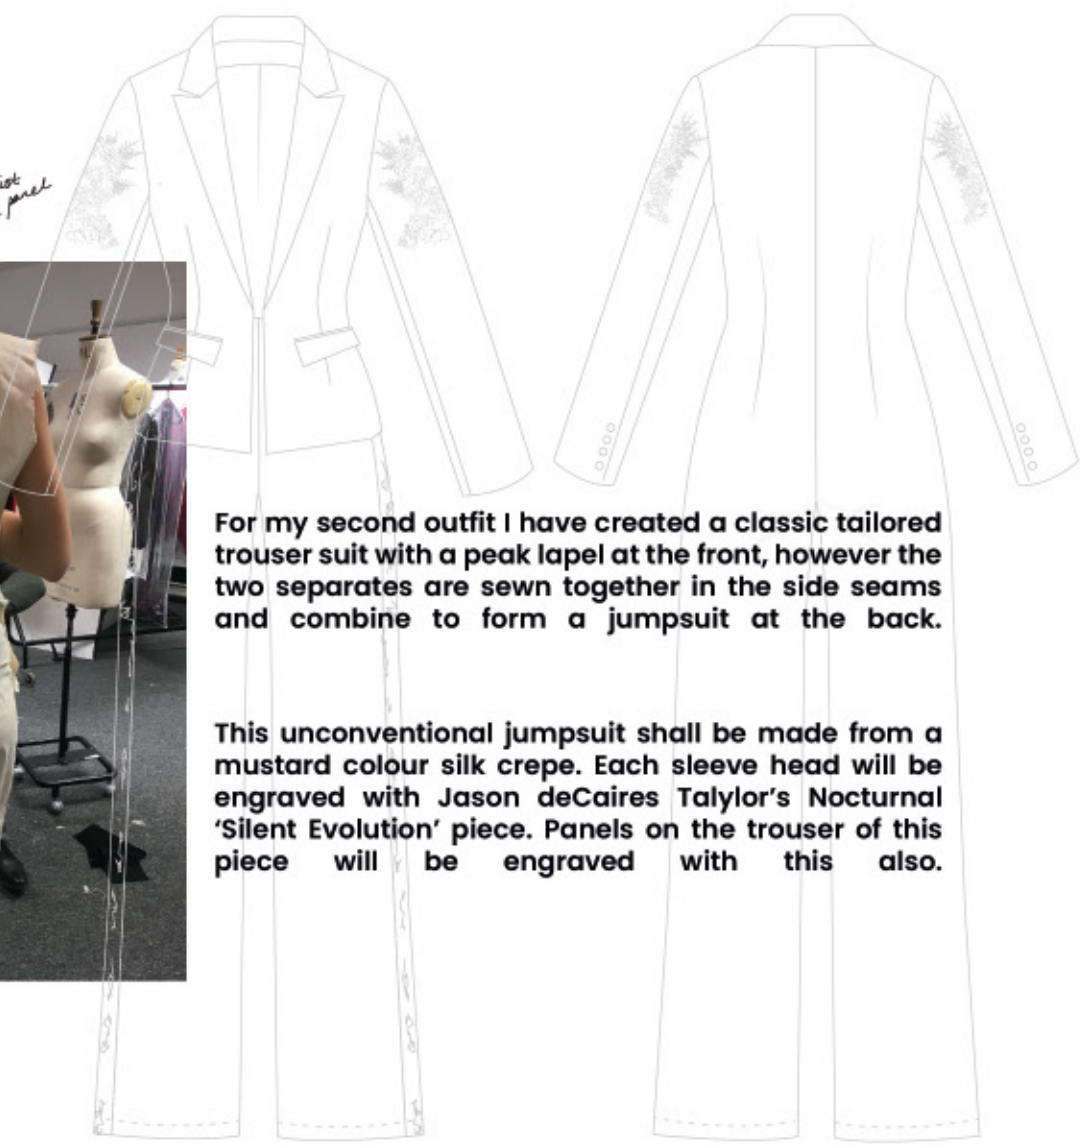 panel
For my second outfit I have created a classic tailored
trouser suit with a peak lapel at the front, however the
two separates are sewn together in the side seams
and combine to form a jumpsuit at the back.
This unconventional jumpsuit shall be made from a
mustard colour silk crepe. Each sleeve head will be
engraved with Jason deCaires Talylor’s Nocturnal
‘Silent Evolution’ piece. Panels on the trouser of this
piece will be engraved with this also.